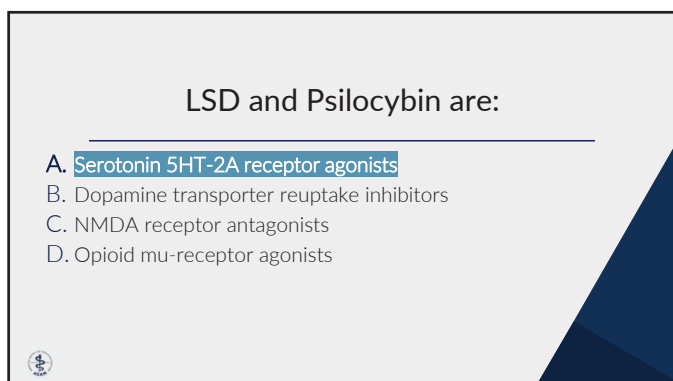 LSD and Psilocybin are:
A. Serotonin 5HT-2A receptor agonists
B. Dopamine transporter reuptake inhibitors
C. NMDA receptor antagonists
D. Opioid mu-receptor agonists
ASAM